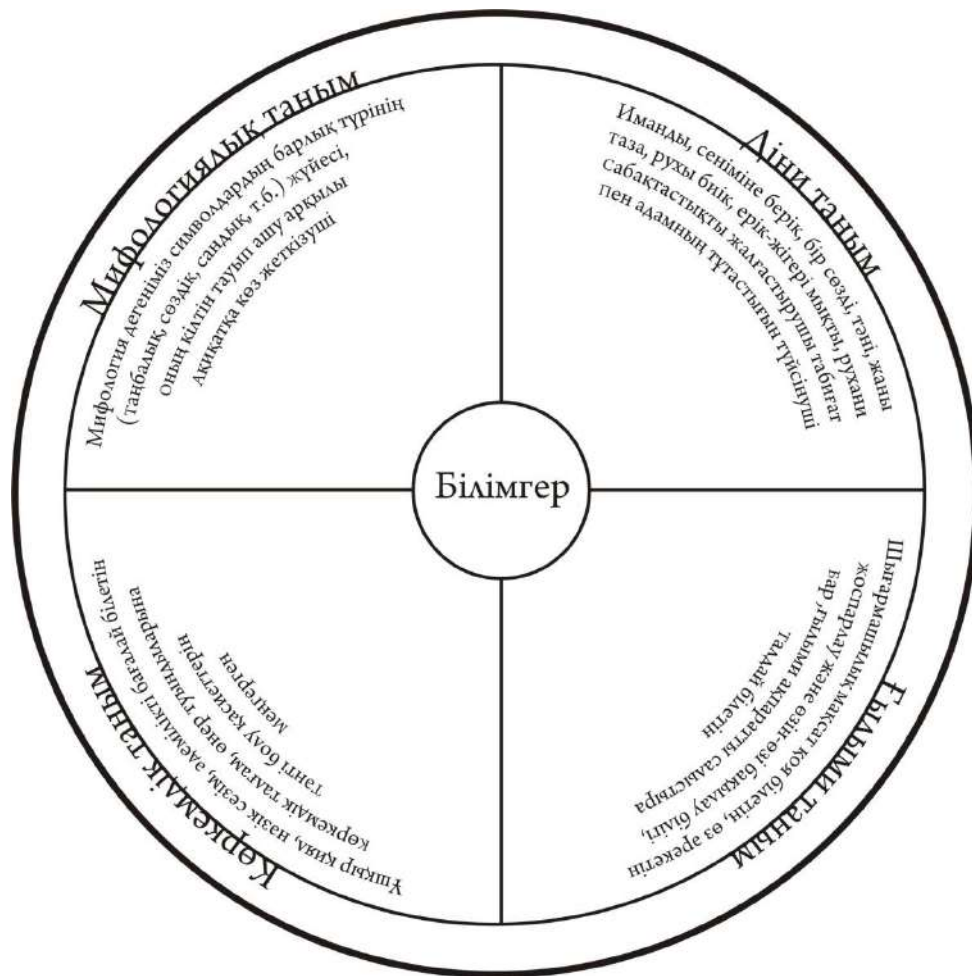 Мифологиялық таным
Мифология дегеніміз символдардың барлық түрінің
(таңбалық, сөздік, сандық, т.б.) жүйесі,
оның кілтін тауып ашу арқылы
ақиқатқа көз жеткізуші
Діни таным
Иманды, сеніміне берік, бір сөзді, тәні, жаны
таза, рухы биік, ерік-жігері мықты, рухани
сабақтастықты жалғастырушы табиғат
пен адамның тұтастығын түйсінуші
Білімгер
Көркемдік таным
Ұшқыр қиял, нәзік сезім, әдемілікті бағалай білетін
көркемдік талғам, өнер туындыларына
тәнті болу қасиеттерін
меңгерген
Ғылыми таным
Шығармашылық мақсат қоя білетін, өз әрекетін
жоспарлау және өзін-өзі бақылау білігі,
бар ,ғылыми ақпаратты салыстыра
талдай білетін